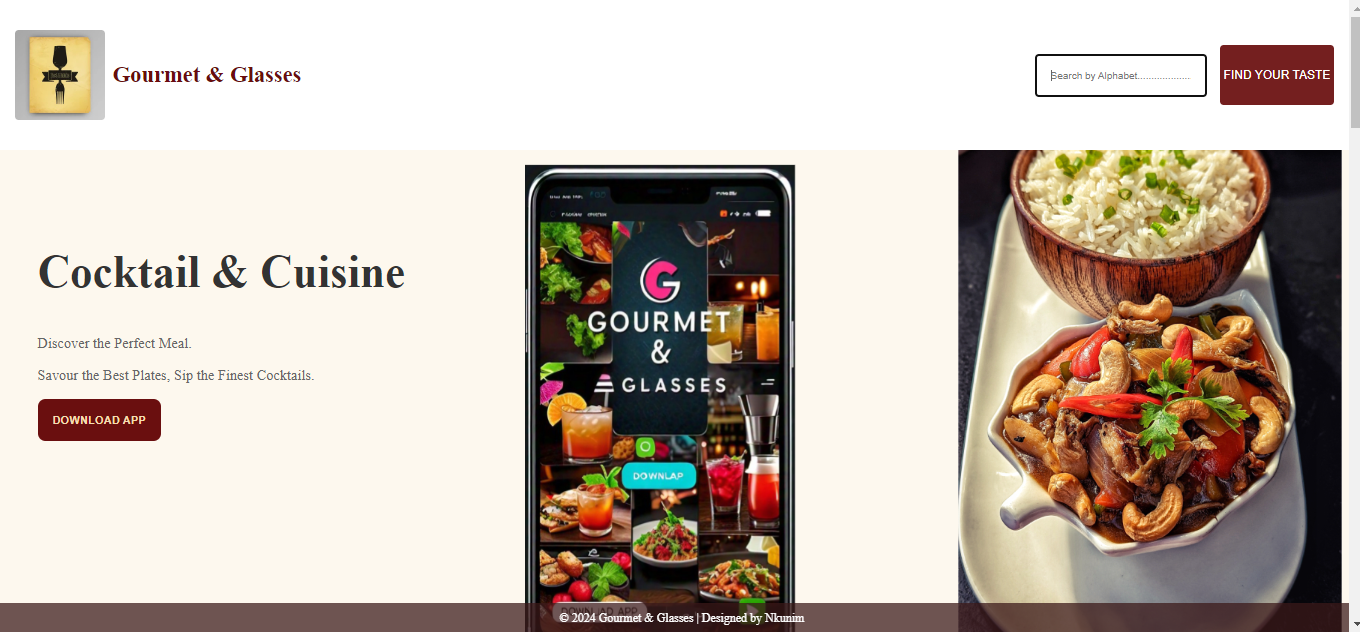 Gourmet & Glasses
Search by Alphabet..................
FIND YOUR TASTE
Cocktail & Cuisine
Discover the Perfect Meal.
Savour the Best Plates, Sip the Finest Cocktails.
DOWNLOAD APP
G
GOURMET
&
GLASSES
DOWNLAP
© 2024 Gourmet & Glasses | Designed by Nkunim